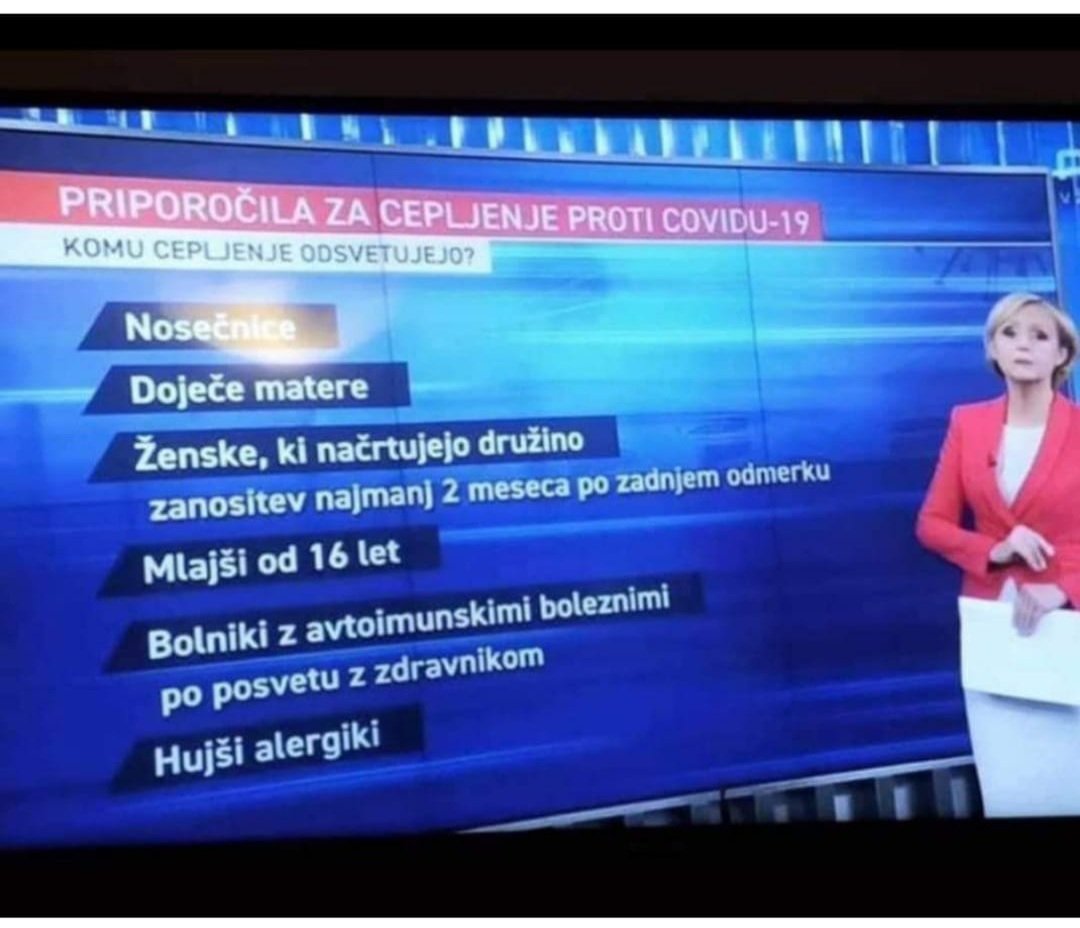 PRIPOROČILA ZA CEPLJENJE PROTI COVIDU-19
KOMU CEPLJENJE ODSVETUJEJO?
Nosečnice
Doječe matere
Ženske, ki načrtujejo družino
zanositev najmanj 2 meseca po zadnjem odmerku
Mlajši od 16 let
Bolniki z avtoimunskimi boleznimi
po posvetu z zdravnikom
Hujši alergiki